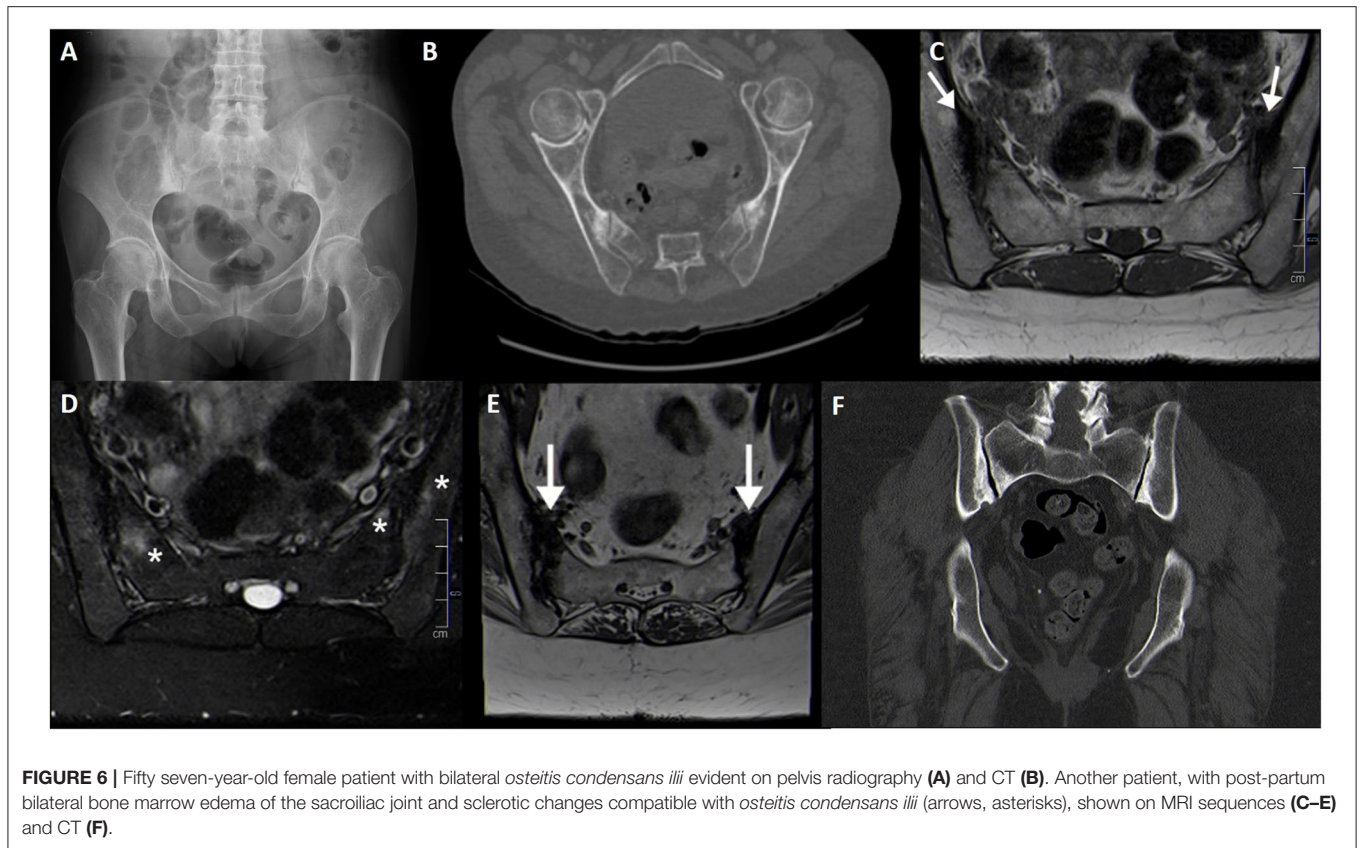 A
B
C
cm
D
cm
E
F
FIGURE 6 | Fifty seven-year-old female patient with bilateral osteitis condensans ilii evident on pelvis radiography (A) and CT (B). Another patient, with post-partum
bilateral bone marrow edema of the sacroiliac joint and sclerotic changes compatible with osteitis condensans ilii (arrows, asterisks), shown on MRI sequences (C–E)
and CT (F).